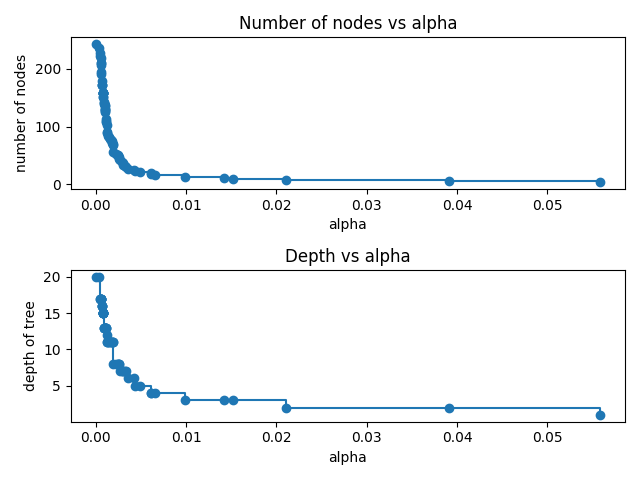 Number of nodes vs alpha
number of nodes
200
100
0
0.00 0.01 0.02 0.03 0.04 0.05
alpha
Depth vs alpha
depth of tree
20
15
10
5
0.00 0.01 0.02 0.03 0.04 0.05
alpha